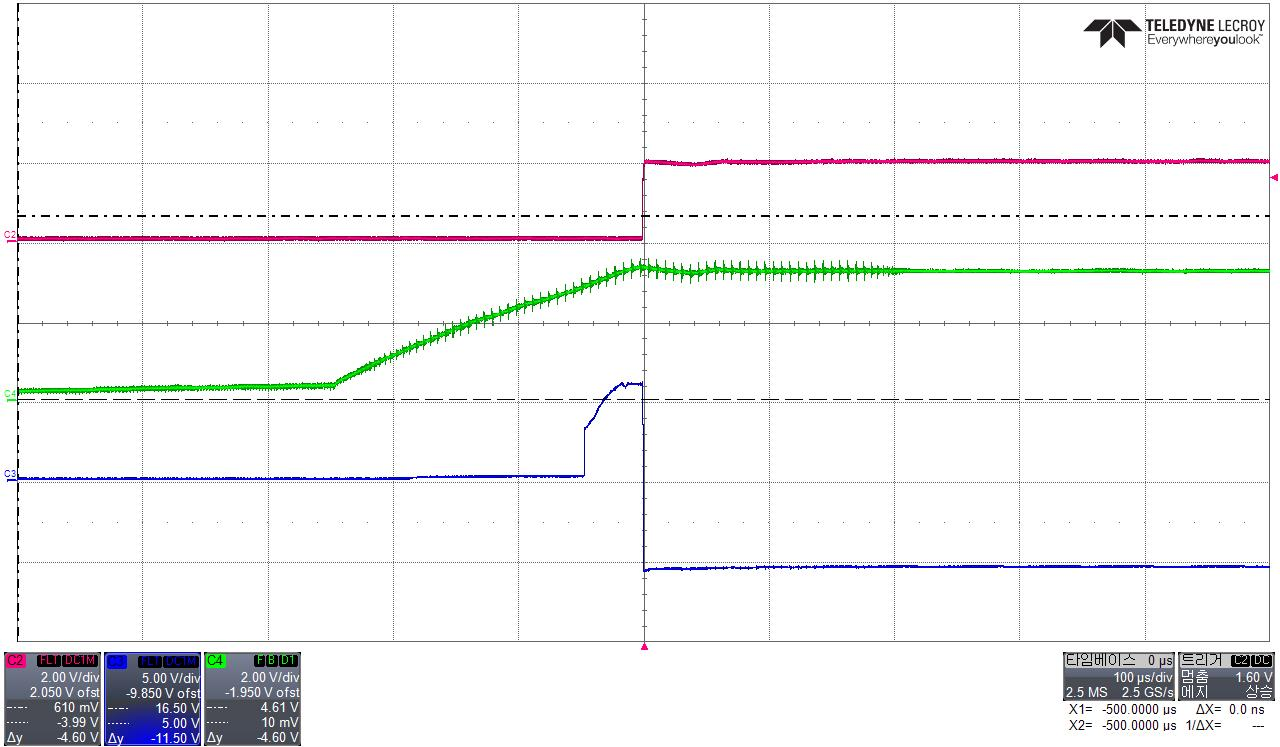 TELEDYNE LECROY
Everywhereyoulook™
C2
C4
C3
C2 FLT DC1M
2.00 V/div
2.050 V ofst
610 mV
-3.99 V
Δy -4.60 V
C3 FLT DC1M
5.00 V/div
-9.850 V ofst
16.50 V
5.00 V
Δy -11.50 V
C4 F B D1
2.00 V/div
-1.950 V ofst
4.61 V
10 mV
-4.60 V
타임베이스 0 µs
100 µs/div
2.5 MS 2.5 GS/s
트리거 C2 DC
멈춤 1.60 V
에지 상승
X1= -500.0000 µs ΔX= 0.0 ns
X2= -500.0000 µs 1/ΔX= ---